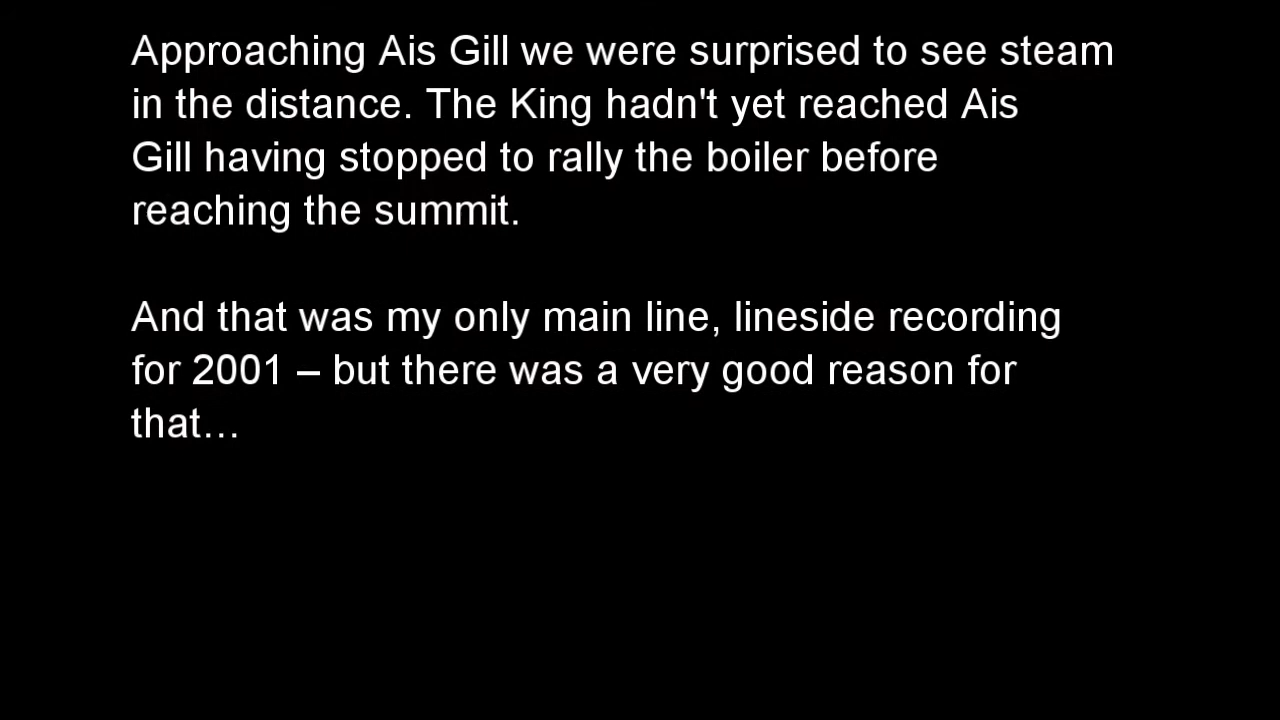 Approaching Ais Gill we were surprised to see steam
in the distance. The King hadn't yet reached Ais
Gill having stopped to rally the boiler before
reaching the summit.
And that was my only main line, lineside recording
for 2001 – but there was a very good reason for
that…